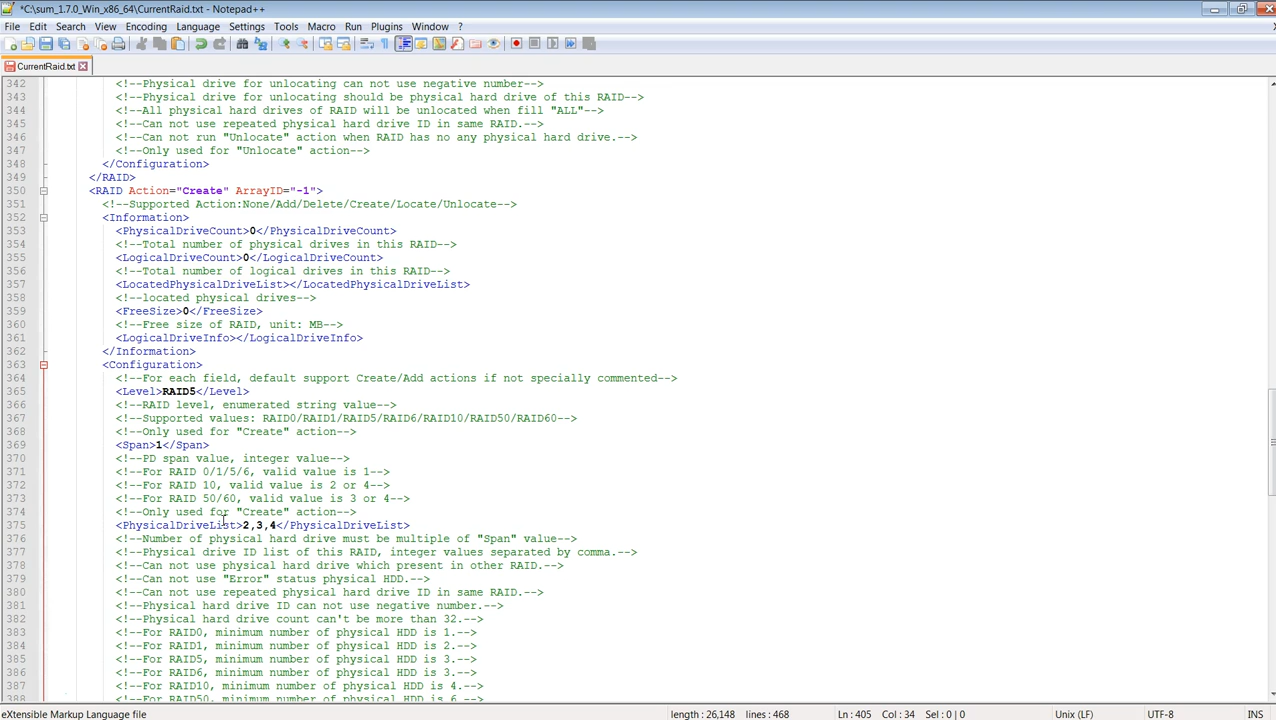 *C:\sum_1.7.0_Win_x86_64\CurrentRaid.txt - Notepad++
File Edit Search View Encoding Language Settings Tools Macro Run Plugins Window ?
CurrentRaid.txt
342 <!--Physical drive for unlocating can not use negative number-->
343 <!--Physical drive for unlocating should be physical hard drive of this RAID-->
344 <!--All physical hard drives of RAID will be unlocated when fill "ALL"-->
345 <!--Can not use repeated physical hard drive ID in same RAID.-->
346 <!--Can not run "Unlocate" action when RAID has no any physical hard drive.-->
347 <!--Only used for "Unlocate" action-->
348 </Configuration>
349 </RAID>
350 <RAID Action="Create" ArrayID="-1">
351 <!--Supported Action:None/Add/Delete/Create/Locate/Unlocate-->
352 <Information>
353 <PhysicalDriveCount>0</PhysicalDriveCount>
354 <!--Total number of physical drives in this RAID-->
355 <LogicalDriveCount>0</LogicalDriveCount>
356 <!--Total number of logical drives in this RAID-->
357 <LocatedPhysicalDriveList></LocatedPhysicalDriveList>
358 <!--located physical drives-->
359 <FreeSize>0</FreeSize>
360 <!--Free size of RAID, unit: MB-->
361 <LogicalDriveInfo></LogicalDriveInfo>
362 </Information>
363 <Configuration>
364 <!--For each field, default support Create/Add actions if not specially commented-->
365 <Level>RAID5</Level>
366 <!--RAID level, enumerated string value-->
367 <!--Supported values: RAID0/RAID1/RAID5/RAID6/RAID10/RAID50/RAID60-->
368 <!--Only used for "Create" action-->
369 <Span>1</Span>
370 <!--PD span value, integer value-->
371 <!--For RAID 0/1/5/6, valid value is 1-->
372 <!--For RAID 10, valid value is 2 or 4-->
373 <!--For RAID 50/60, valid value is 3 or 4-->
374 <!--Only used for "Create" action-->
375 <PhysicalDriveList>2,3,4</PhysicalDriveList>
376 <!--Number of physical hard drive must be multiple of "Span" value-->
377 <!--Physical drive ID list of this RAID, integer values separated by comma.-->
378 <!--Can not use physical hard drive which present in other RAID.-->
379 <!--Can not use "Error" status physical HDD.-->
380 <!--Can not use repeated physical hard drive ID in same RAID.-->
381 <!--Physical hard drive ID can not use negative number.-->
382 <!--Physical hard drive count can't be more than 32.-->
383 <!--For RAID0, minimum number of physical HDD is 1.-->
384 <!--For RAID1, minimum number of physical HDD is 2.-->
385 <!--For RAID5, minimum number of physical HDD is 3.-->
386 <!--For RAID6, minimum number of physical HDD is 3.-->
387 <!--For RAID10, minimum number of physical HDD is 4.-->
388 <!--For RAID50, minimum number of physical HDD is 6.-->
eXtensible Markup Language file length : 26,148 lines : 468 Ln : 405 Col : 34 Sel : 0 | 0 Unix (LF) UTF-8 INS